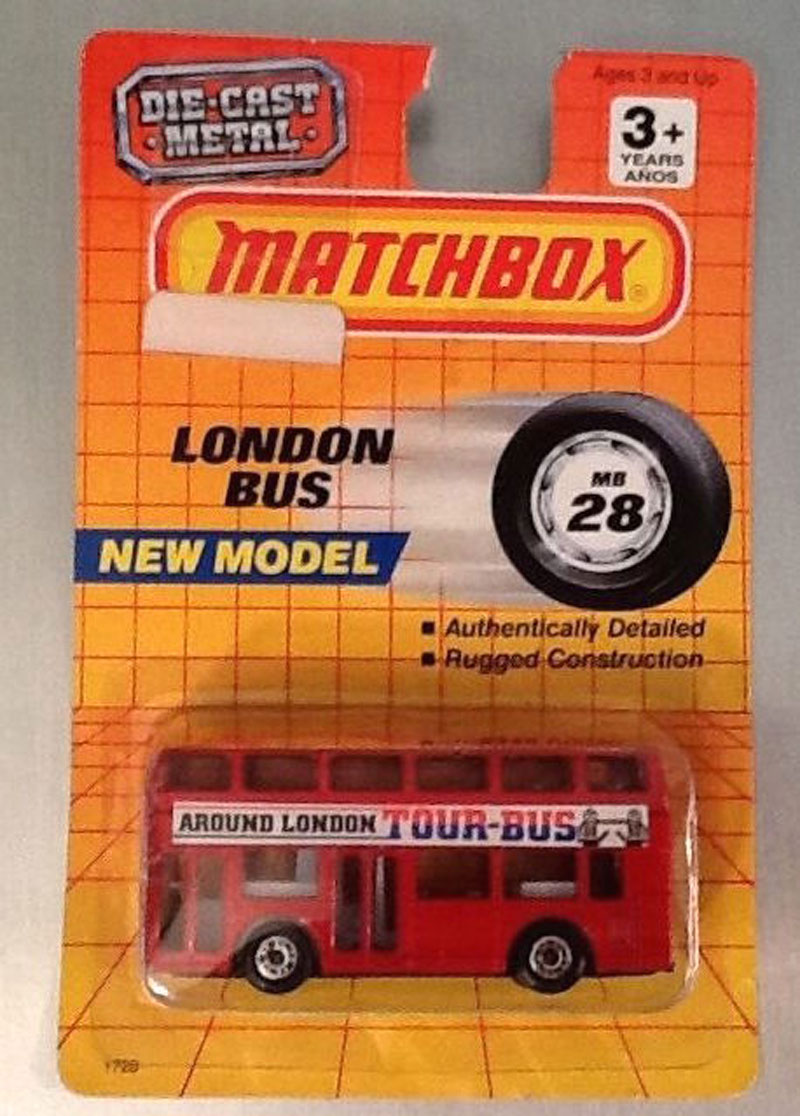 DIE-CAST
·METAL·
Ages 3 and Up
3+
YEARS
AÑOS
MATCHBOX®
LONDON
BUS
MB
28
NEW MODEL
▪ Authentically Detailed
▪ Rugged Construction
AROUND LONDON TOUR-BUS